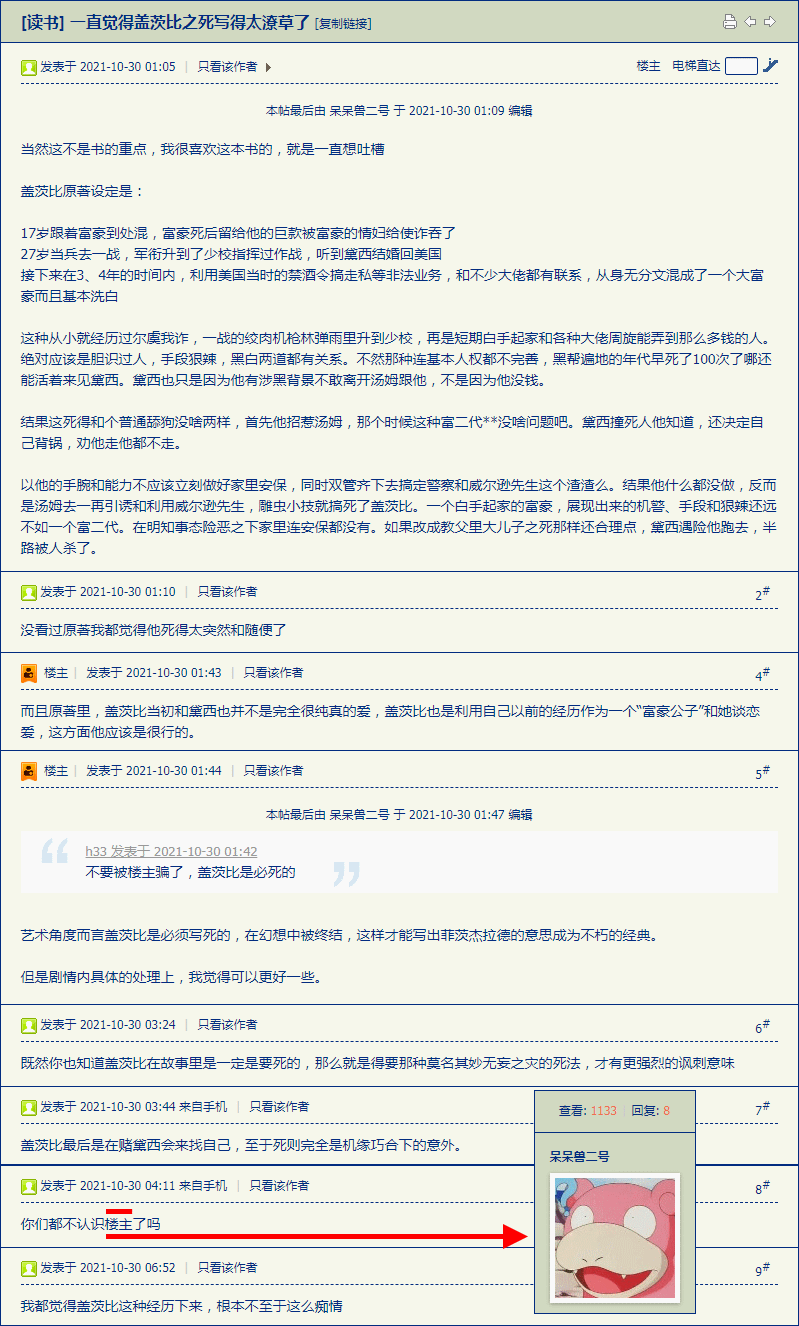 [读书] 一直觉得盖茨比之死写得太潦草了 [复制链接]
发表于 2021-10-30 01:05 | 只看该作者
楼主 电梯直达
本帖最后由 呆呆兽二号 于 2021-10-30 01:09 编辑
当然这不是书的重点，我很喜欢这本书的，就是一直想吐槽
盖茨比原著设定是：
17岁跟着富豪到处混，富豪死后留给他的巨款被富豪的情妇给使诈吞了
27岁当兵去一战，军衔升到了少校指挥过作战，听到黛西结婚回美国
接下来在3、4年的时间内，利用美国当时的禁酒令搞走私等非法业务，和不少大佬都有联系，从身无分文混成了一个大富
豪而且基本洗白
这种从小就经历过尔虞我诈，一战的绞肉机枪林弹雨里升到少校，再是短期白手起家和各种大佬周旋能弄到那么多钱的人。
绝对应该是胆识过人，手段狠辣，黑白两道都有关系。不然那种连基本人权都不完善，黑帮遍地的年代早死了100次了哪还
能活着来见黛西。黛西也只是因为他有涉黑背景不敢离开汤姆跟他，不是因为他没钱。
结果这死得和个普通舔狗没啥两样，首先他招惹汤姆，那个时候这种富二代**没啥问题吧。黛西撞死人他知道，还决定自
己背锅，劝他走他都不走。
以他的手腕和能力不应该立刻做好家里安保，同时双管齐下去搞定警察和威尔逊先生这个渣渣么。结果他什么都没做，反而
是汤姆去一再引诱和利用威尔逊先生，雕虫小技就搞死了盖茨比。一个白手起家的富豪，展现出来的机警、手段和狠辣还远
不如一个富二代。在明知事态险恶之下家里连安保都没有。如果改成教父里大儿子之死那样还合理点，黛西遇险他跑去，半
路被人杀了。
发表于 2021-10-30 01:10 | 只看该作者
2#
没看过原著我都觉得他死得太突然和随便了
楼主 | 发表于 2021-10-30 01:43 | 只看该作者
4#
而且原著里，盖茨比当初和黛西也并不是完全很纯真的爱，盖茨比也是利用自己以前的经历作为一个“富豪公子”和她谈恋
爱，这方面他应该是很行的。
楼主 | 发表于 2021-10-30 01:44 | 只看该作者
5#
本帖最后由 呆呆兽二号 于 2021-10-30 01:47 编辑
h33 发表于 2021-10-30 01:42
不要被楼主骗了，盖茨比是必死的
艺术角度而言盖茨比是必须写死的，在幻想中被终结，这样才能写出菲茨杰拉德的意思成为不朽的经典。
但是剧情内具体的处理上，我觉得可以更好一些。
发表于 2021-10-30 03:24 | 只看该作者
6#
既然你也知道盖茨比在故事里是一定是要死的，那么就是得要那种莫名其妙无妄之灾的死法，才有更强烈的讽刺意味
发表于 2021-10-30 03:44 来自手机 | 只看该作者
7#
盖茨比最后是在赌黛西会来找自己，至于死则完全是机缘巧合下的意外。
查看: 1133 | 回复: 8
呆呆兽二号
发表于 2021-10-30 04:11 来自手机 | 只看该作者
8#
你们都不认识楼主了吗
发表于 2021-10-30 06:52 | 只看该作者
9#
我都觉得盖茨比这种经历下来，根本不至于这么痴情